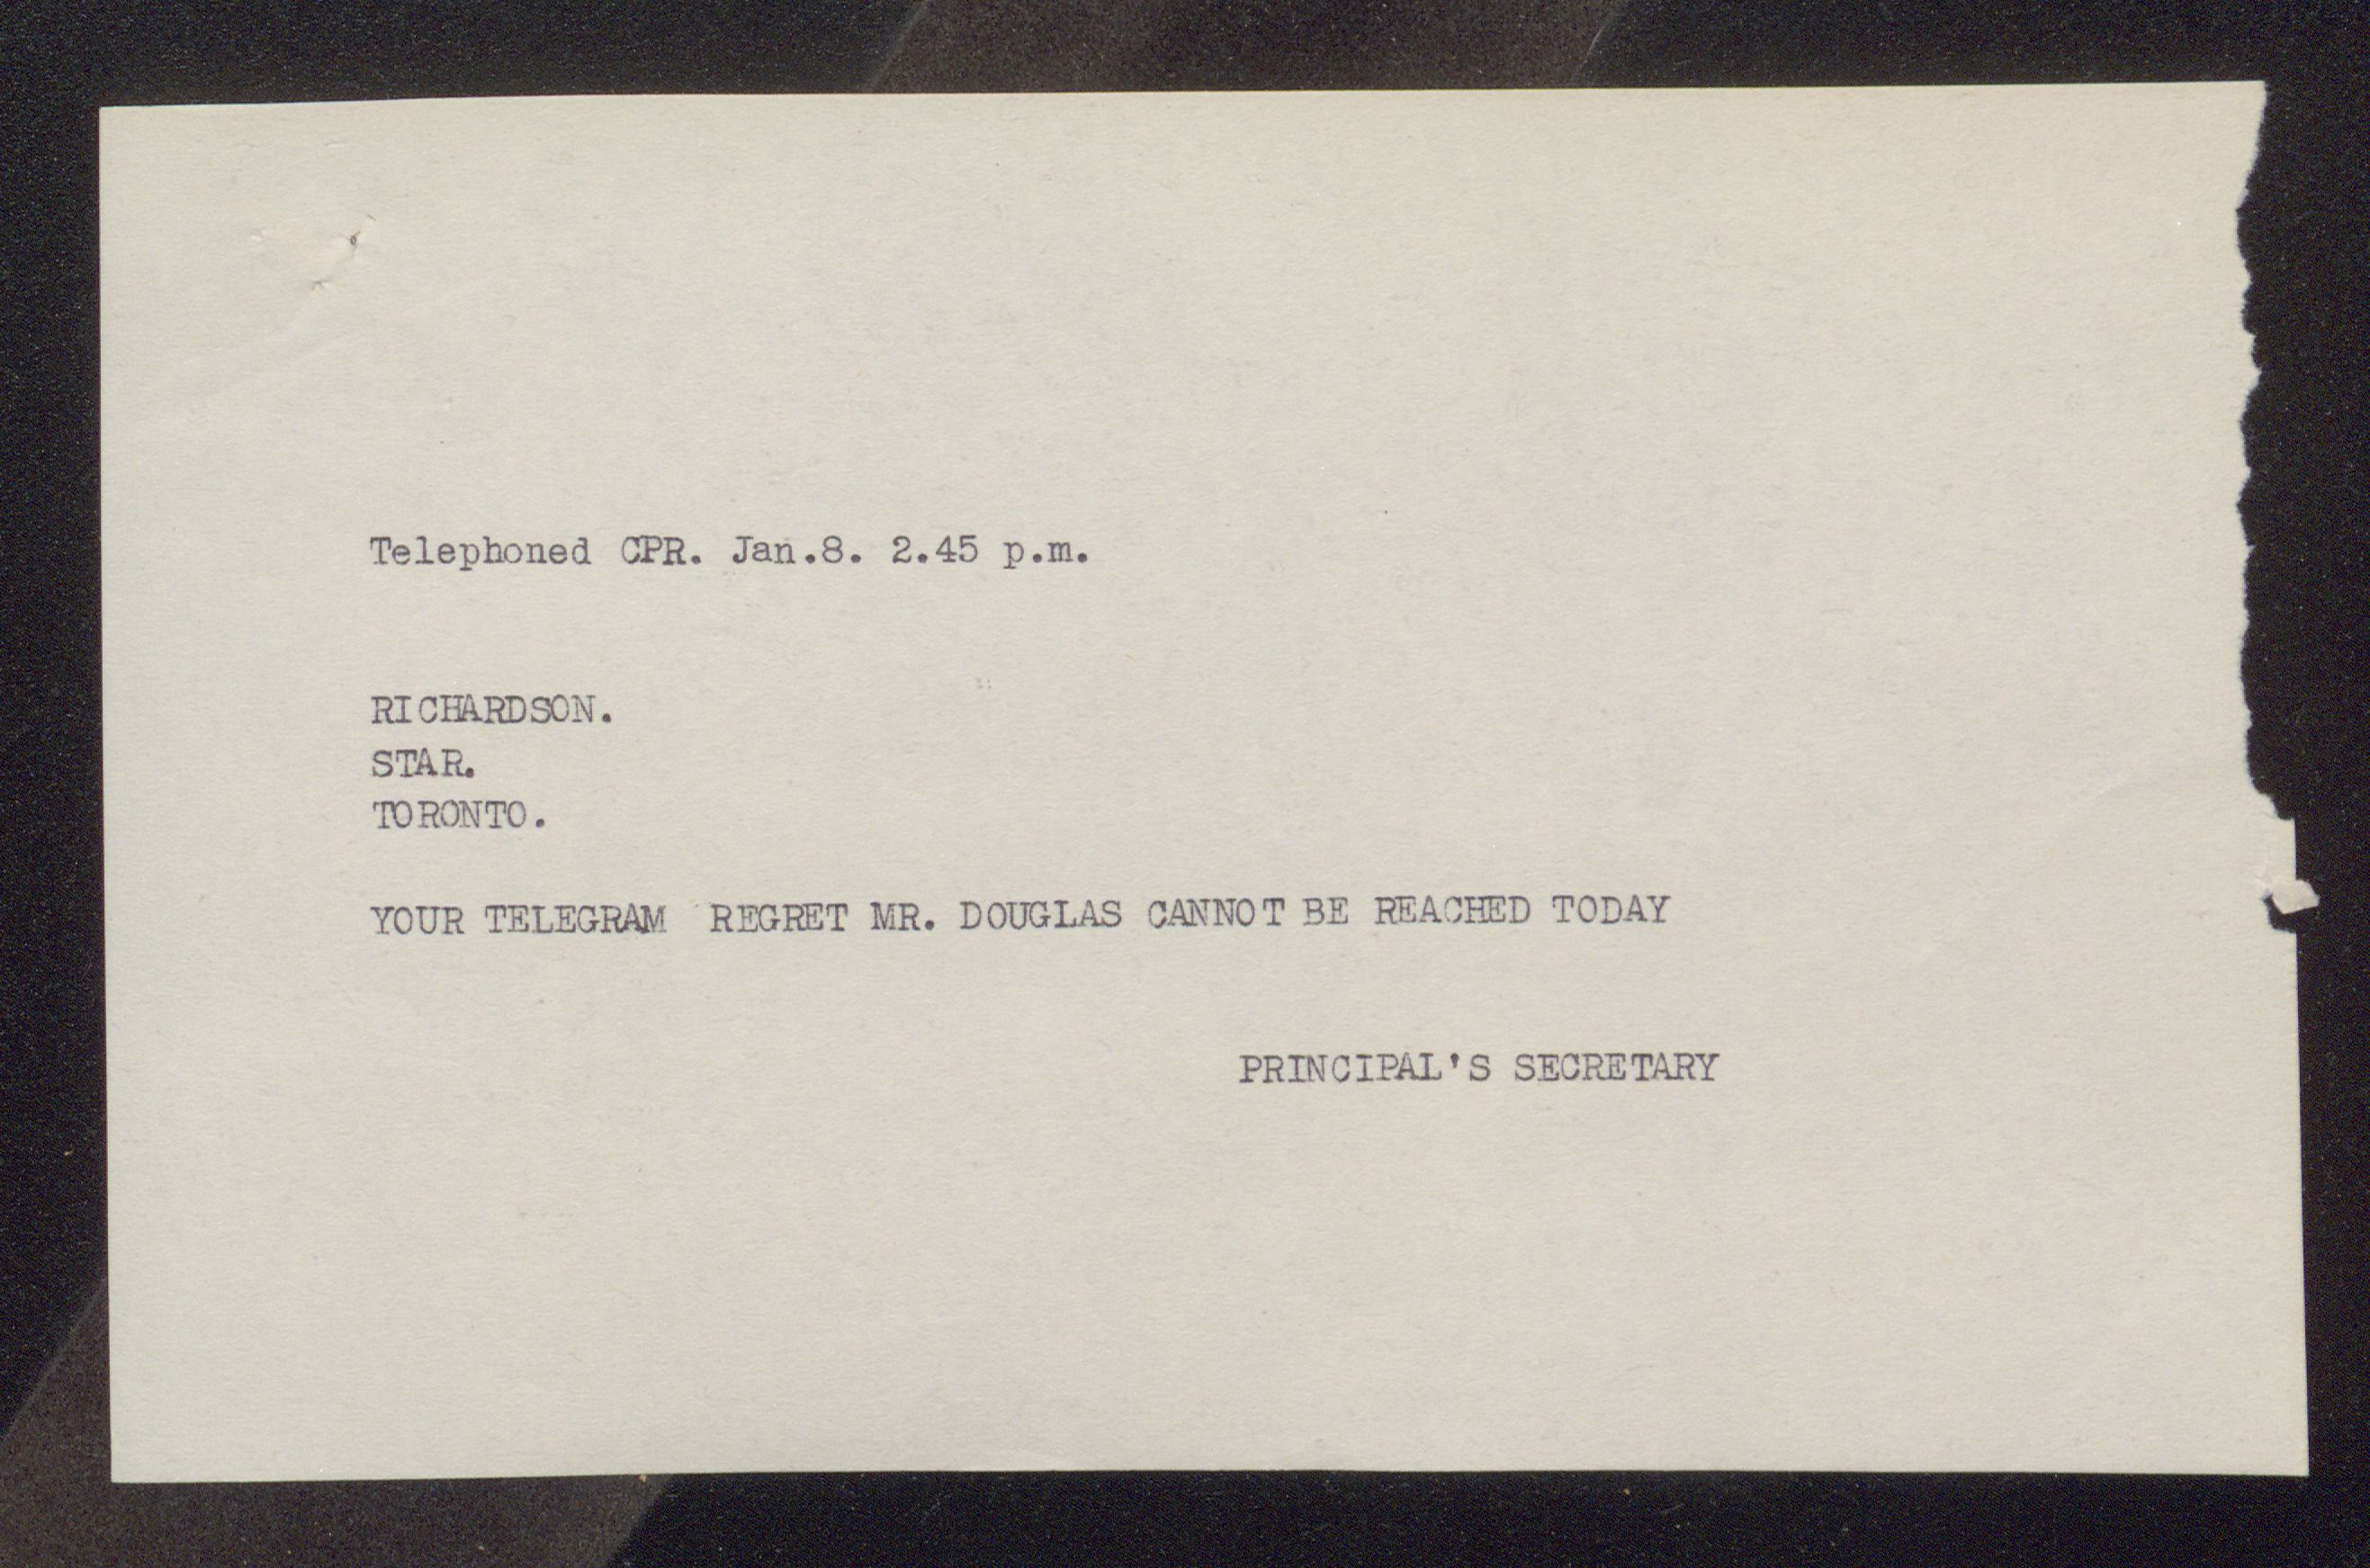 Telephoned CPR. Jan.8. 2.45 p.m.
RICHARDSON.
STAR.
TORONTO.
YOUR TELEGRAM REGRET MR. DOUGLAS CANNOT BE REACHED TODAY
PRINCIPAL'S SECRETARY